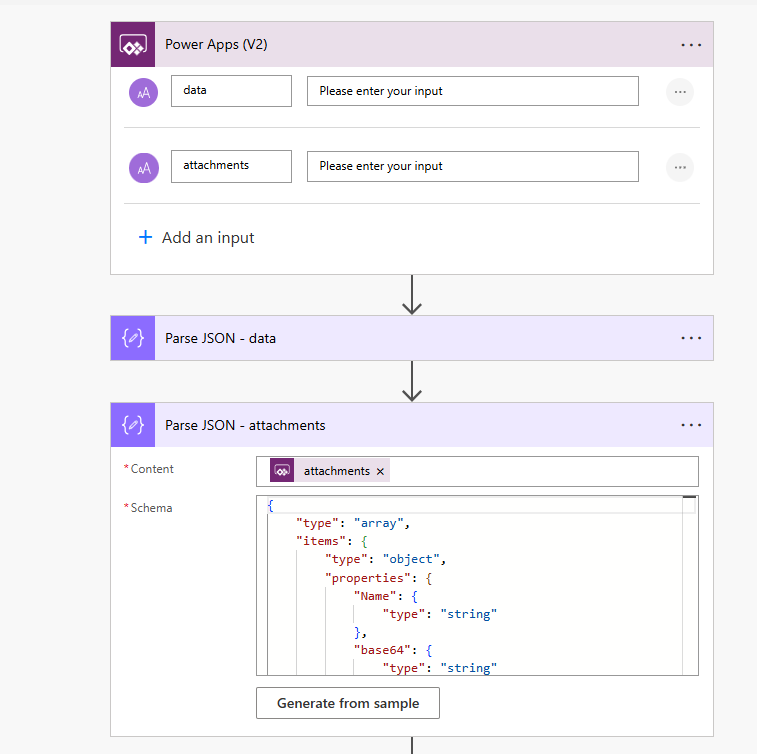 Power Apps (V2)
data Please enter your input
attachments Please enter your input
Add an input
Parse JSON - data
Parse JSON - attachments
*Content attachments
*Schema {
"type": "array",
"items": {
"type": "object",
"properties": {
"Name": {
"type": "string"
},
"base64": {
"type": "string"
Generate from sample